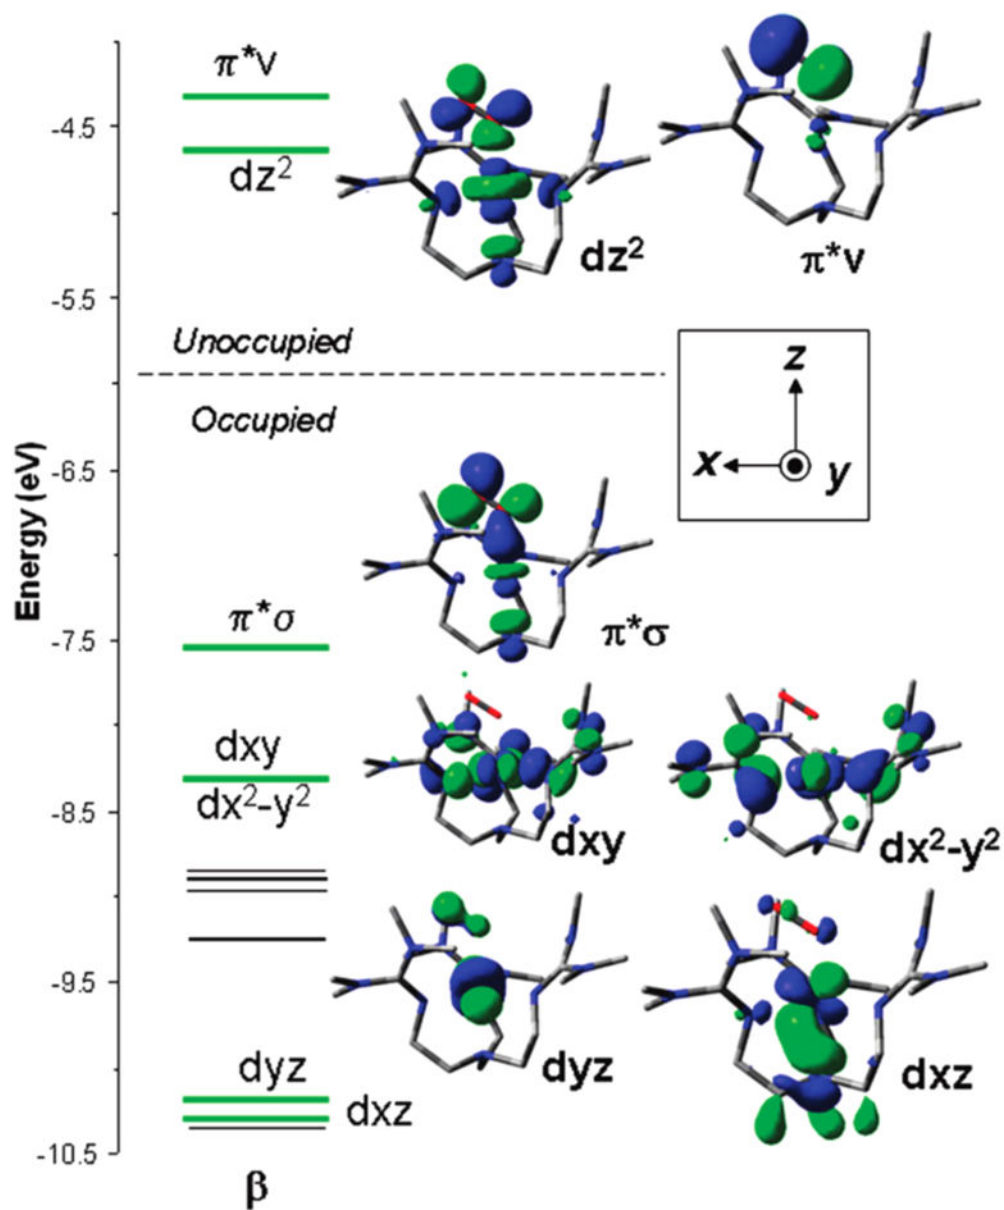 π*v
dz²
-4.5
-5.5
-6.5
-7.5
-8.5
-9.5
-10.5
Energy (eV)
dz²
π*v
Unoccupied
Occupied
z
x
y
π*σ
π*σ
dxy
dx²-y²
dxy
dx²-y²
dyz
dxz
dyz
dxz
β